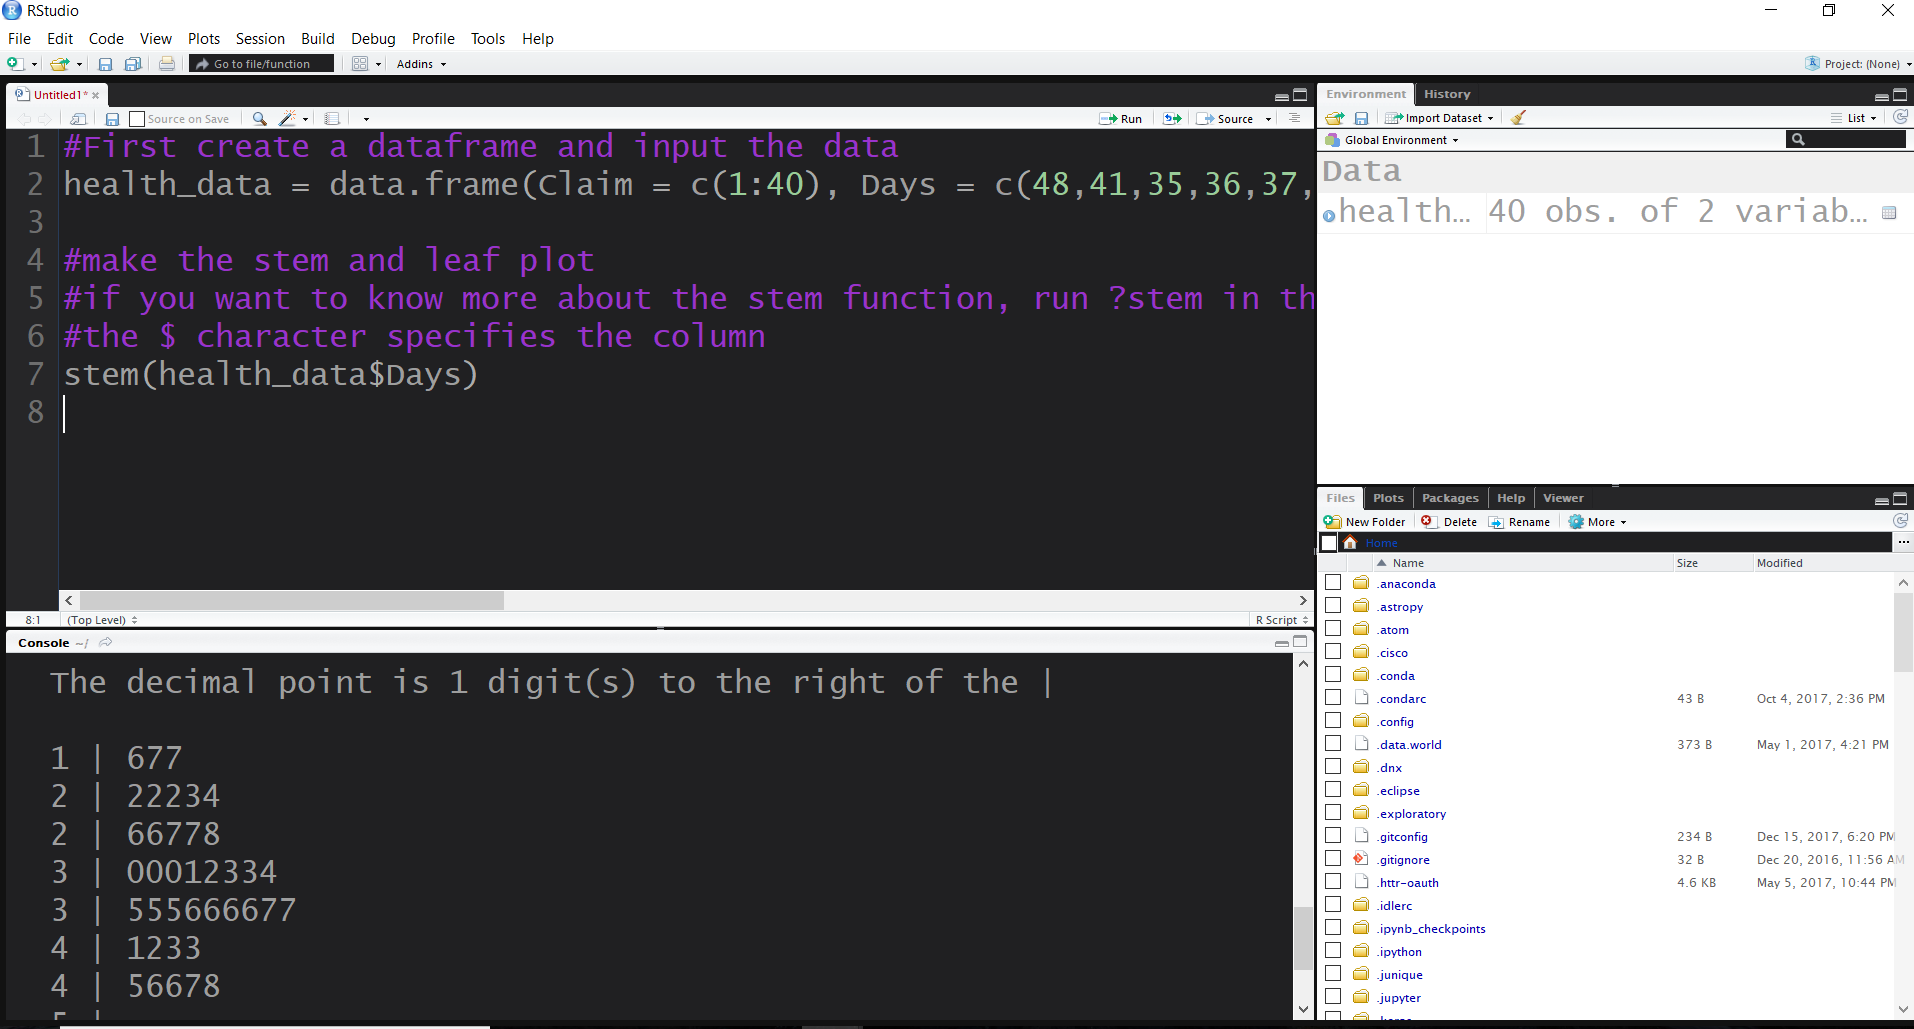 RStudio
File Edit Code View Plots Session Build Debug Profile Tools Help
Go to file/function Addins Project: (None)
Untitled1*
Source on Save Run Source
1 #First create a dataframe and input the data
2 health_data = data.frame(Claim = c(1:40), Days = c(48,41,35,36,37,
3
4 #make the stem and leaf plot
5 #if you want to know more about the stem function, run ?stem in th
6 #the $ character specifies the column
7 stem(health_data$Days)
8
8:1 (Top Level) R Script
Console ~/
The decimal point is 1 digit(s) to the right of the |
1 | 677
2 | 22234
2 | 66778
3 | 00012334
3 | 555666677
4 | 1233
4 | 56678
Environment History
Import Dataset List
Global Environment
Data
health... 40 obs. of 2 variab...
Files Plots Packages Help Viewer
New Folder Delete Rename More
Home
Name Size Modified
.anaconda
.astropy
.atom
.cisco
.conda
.condarc 43 B Oct 4, 2017, 2:36 PM
.config
.data.world 373 B May 1, 2017, 4:21 PM
.dnx
.eclipse
.exploratory
.gitconfig 234 B Dec 15, 2017, 6:20 PM
.gitignore 32 B Dec 20, 2016, 11:56 AM
.httr-oauth 4.6 KB May 5, 2017, 10:44 PM
.idlerc
.ipynb_checkpoints
.ipython
.junique
.jupyter